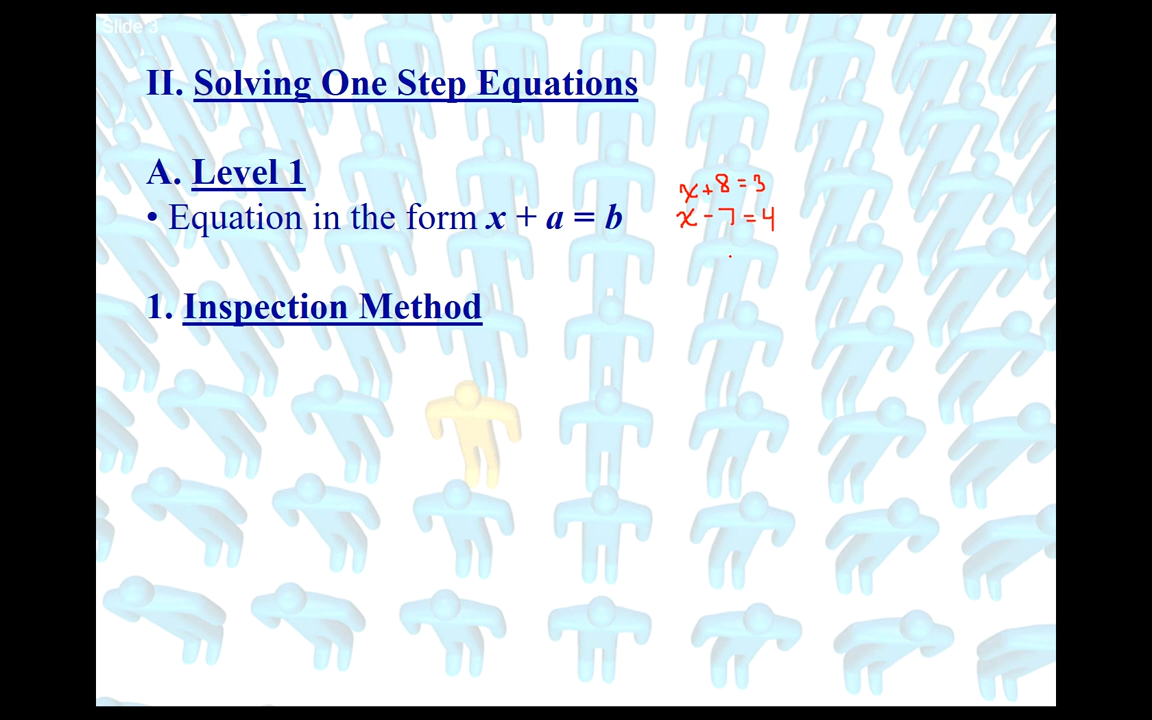 Slide 3
II. Solving One Step Equations
A. Level 1
• Equation in the form x + a = b
x + 8 = 3
x - 7 = 4
1. Inspection Method